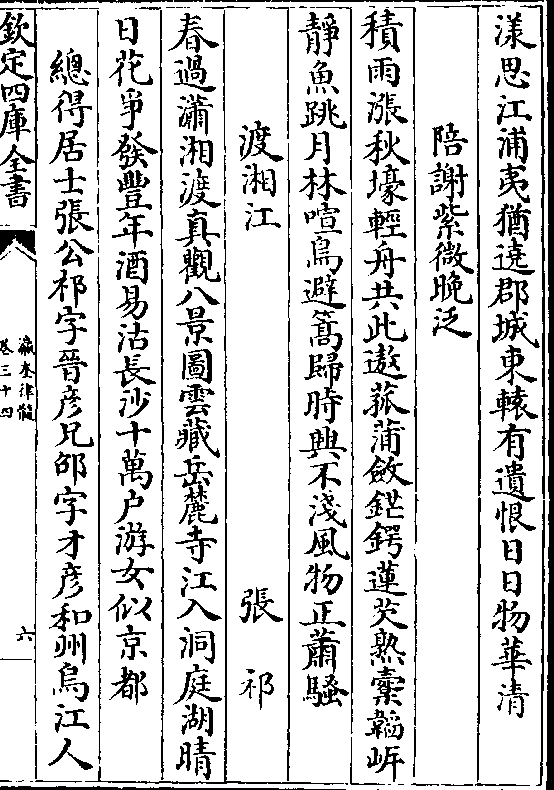 漾思江浦夷猶遶郡城東轅有遺恨日日物華清
陪謝紫微晚泛
積雨漲秋壕輕舟共此遨菰蒲斂鋩鍔蓮芡熟櫜韜岍
靜魚跳月林喧鳥避篙歸時興不淺風物正蕭騷
渡湘江 張祁
春過瀟湘渡真觀八景圖雲藏岳麓寺江入洞庭湖晴
日花爭發豐年酒易沽長沙十萬户游女似京都
總得居士張公祁字晉彦兄邵字才彦和州烏江人
欽定四庫全書
瀛奎律髓
卷三十四
六